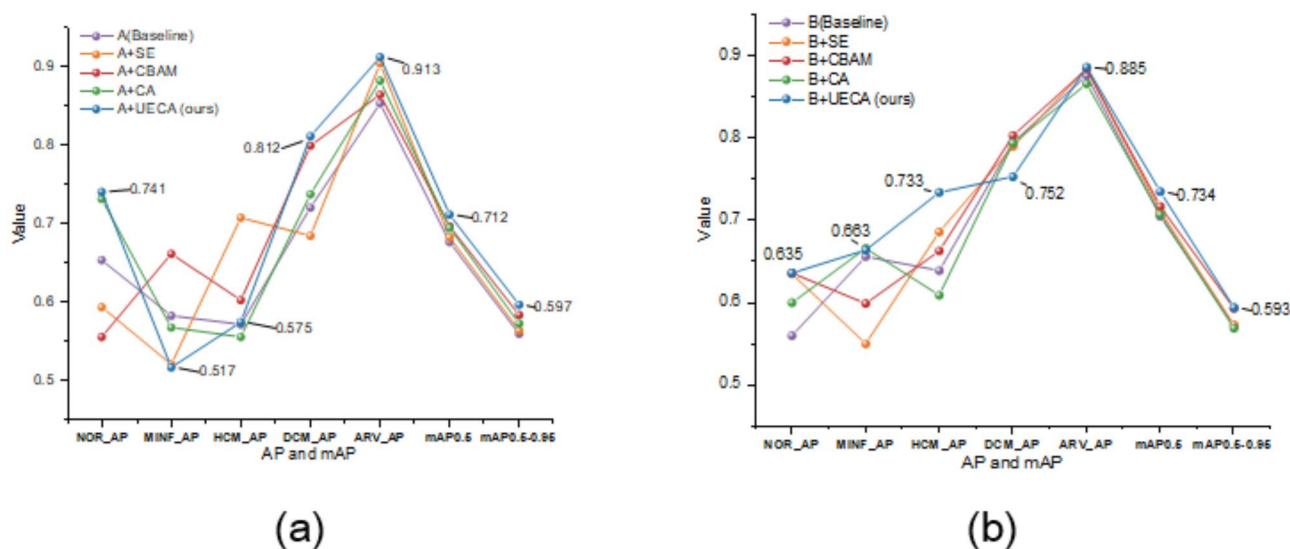 A(Baseline)
A+SE
A+CBAM
A+CA
A+UECA (ours)
0.9
0.8
0.7
0.6
0.5
Value
0.741
0.517
0.575
0.812
0.913
0.712
0.597
NOR_AP MINF_AP HCM_AP DCM_AP ARV_AP mAP0.5 mAP0.5-0.95
AP and mAP
(a)
B(Baseline)
B+SE
B+CBAM
B+CA
B+UECA (ours)
0.9
0.8
0.7
0.6
0.5
Value
0.635
0.663
0.733
0.752
0.885
0.734
0.593
NOR_AP MINF_AP HCM_AP DCM_AP ARV_AP mAP0.5 mAP0.5-0.95
AP and mAP
(b)